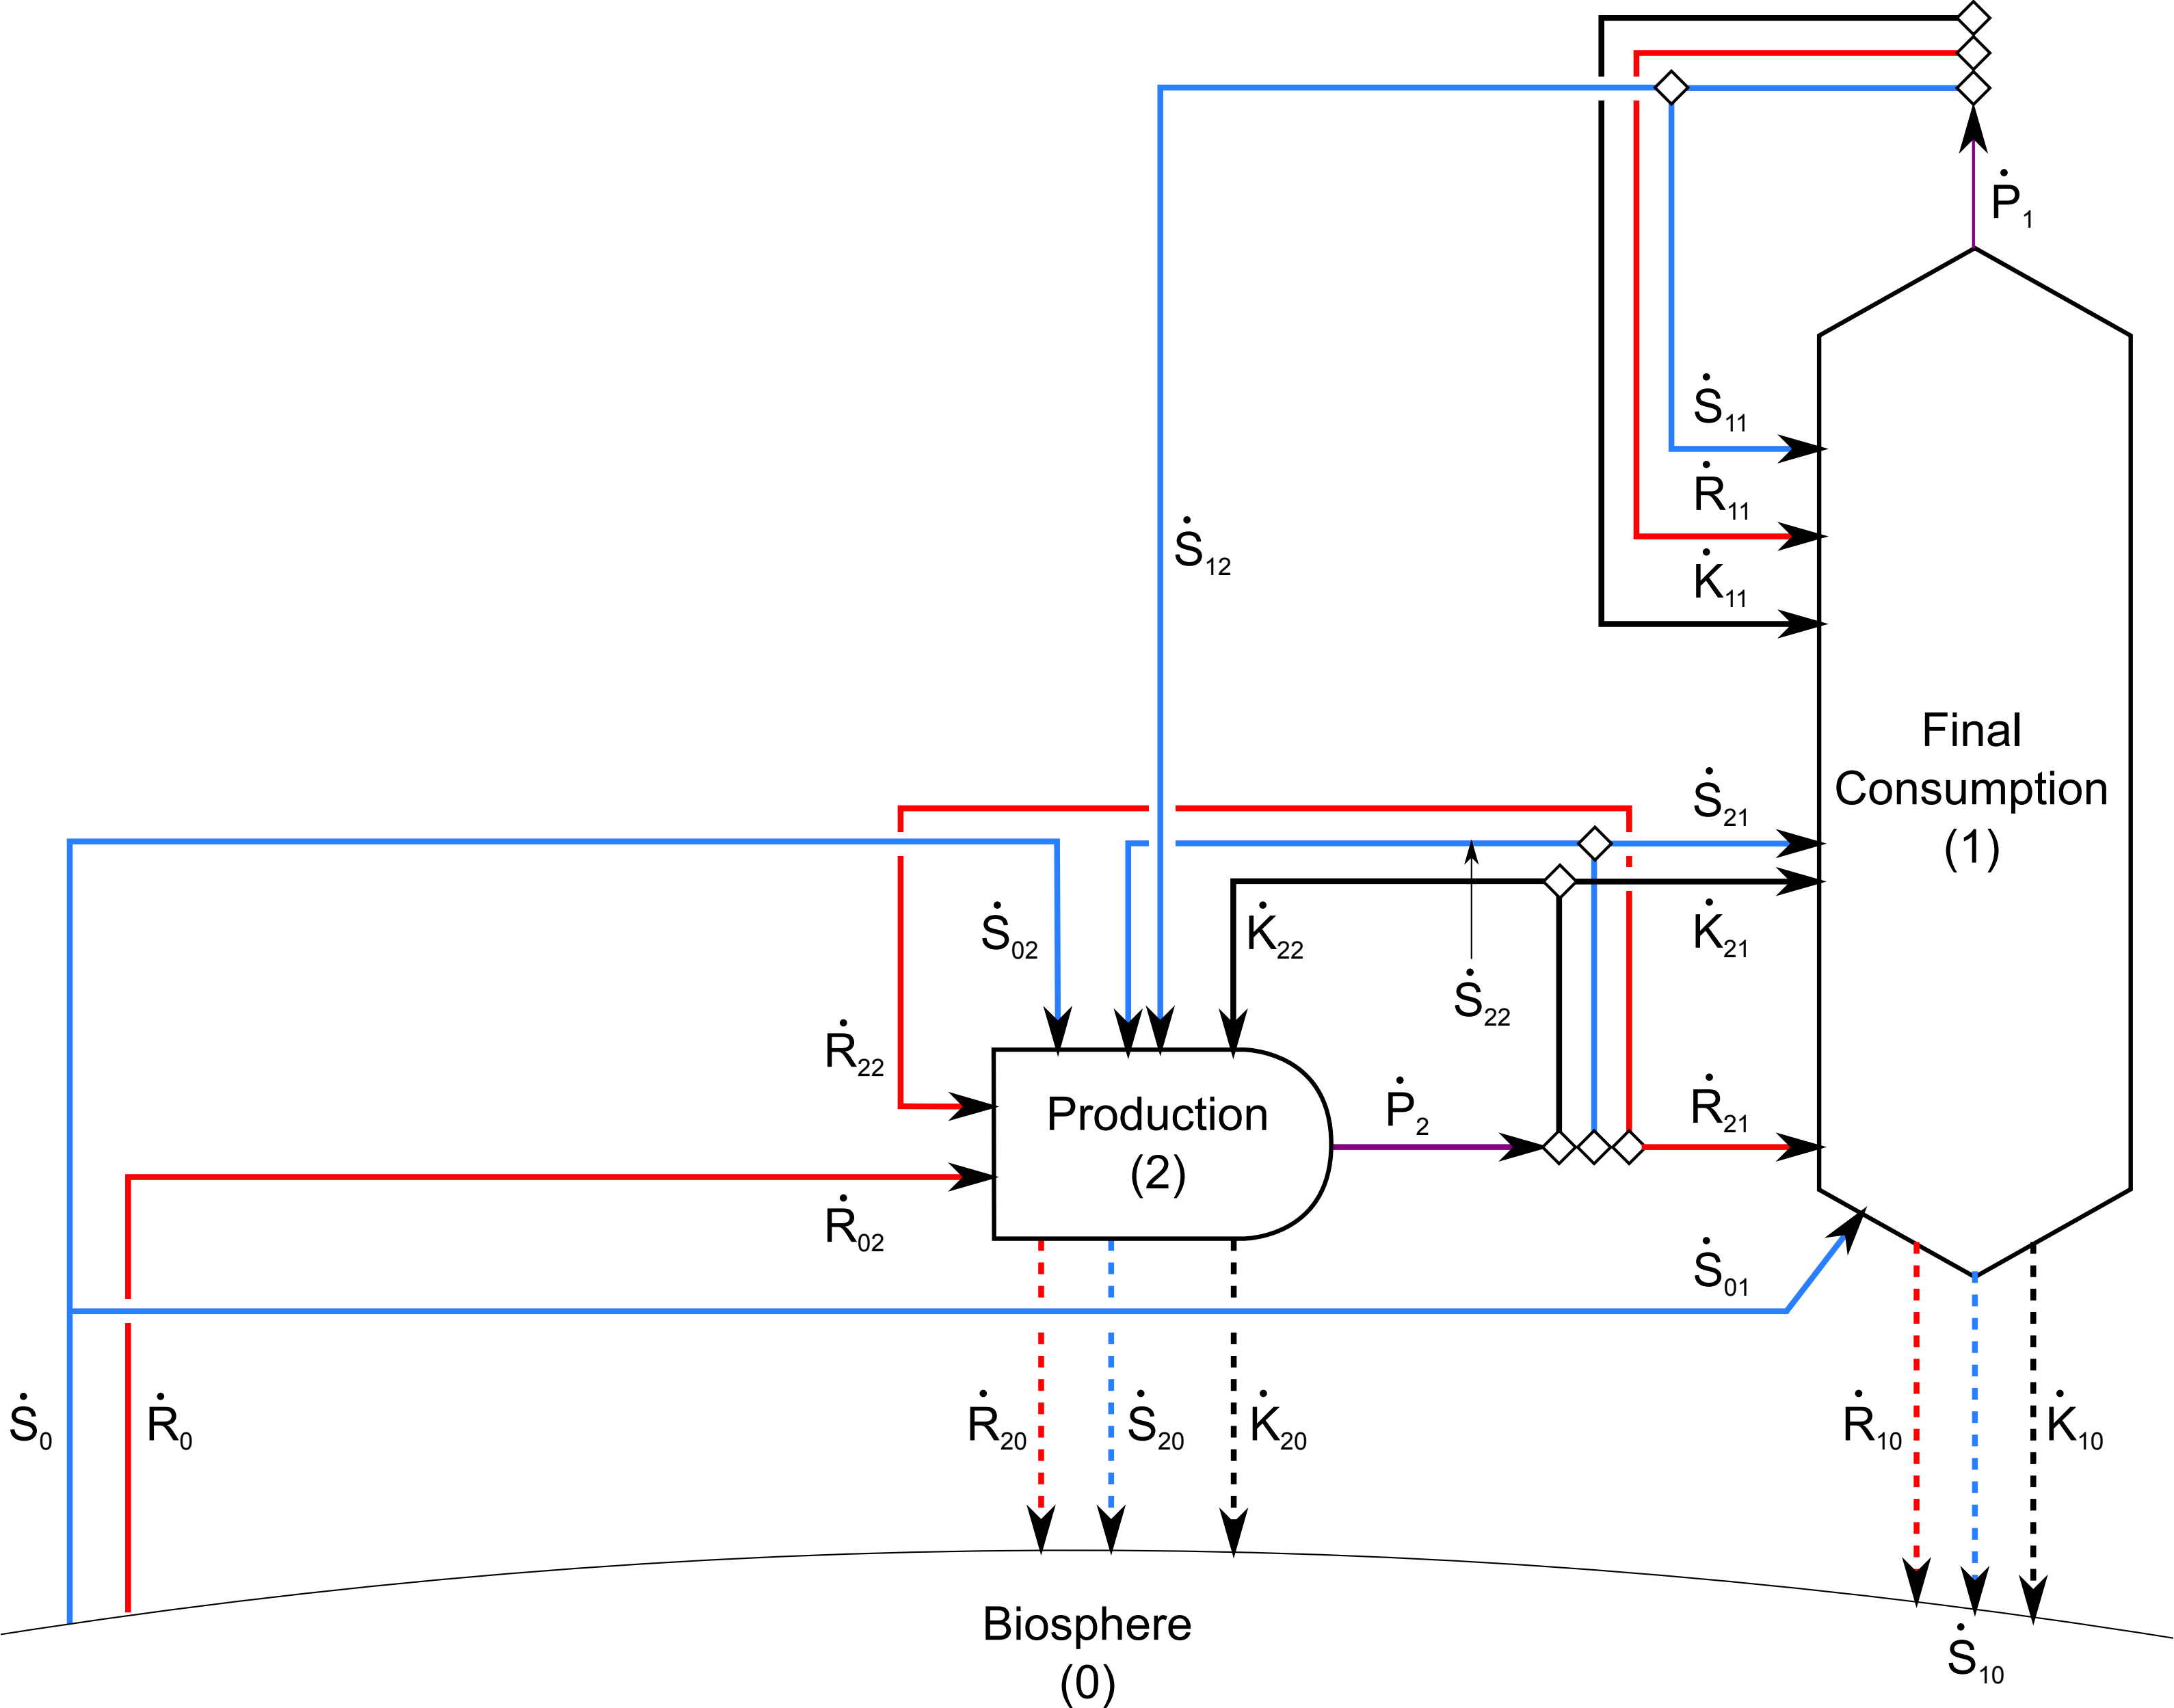 Ṗ₁
Ṡ₁₁
Ṙ₁₁
Ṡ₁₂
K̇₁₁
Final
Consumption
(1)
Ṡ₂₁
Ṡ₀₂
K̇₂₂
K̇₂₁
Ṡ₂₂
Ṙ₂₂
Production
(2)
Ṗ₂
Ṙ₂₁
Ṙ₀₂
Ṡ₀₁
Ṡ₀
Ṙ₀
Ṙ₂₀
Ṡ₂₀
K̇₂₀
Ṙ₁₀
K̇₁₀
Biosphere
(0)
Ṡ₁₀